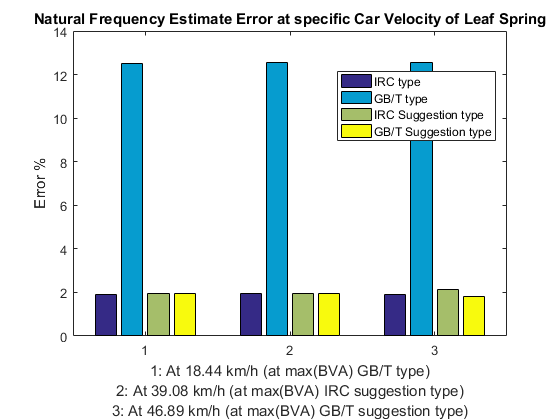 Natural Frequency Estimate Error at specific Car Velocity of Leaf Spring
14
12
10
8
6
4
2
0
Error %
IRC type
GB/T type
IRC Suggestion type
GB/T Suggestion type
1 2 3
1: At 18.44 km/h (at max(BVA) GB/T type)
2: At 39.08 km/h (at max(BVA) IRC suggestion type)
3: At 46.89 km/h (at max(BVA) GB/T suggestion type)